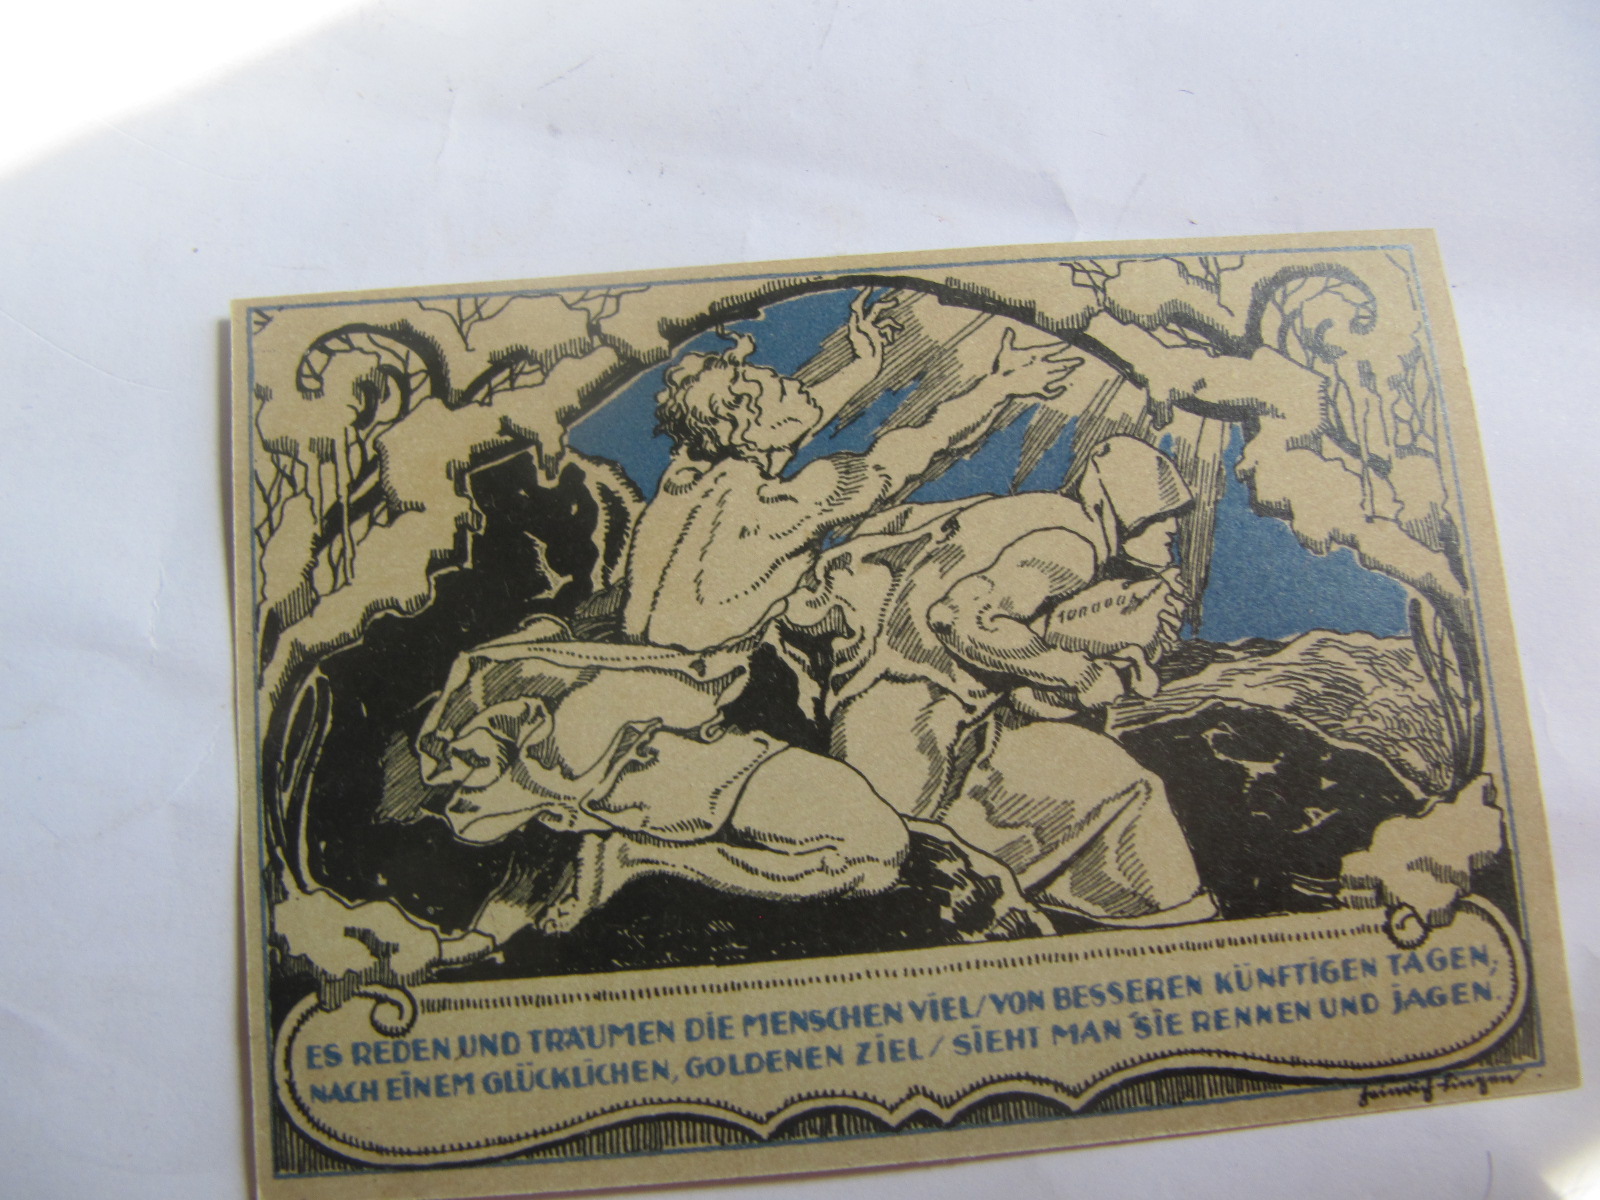 ES REDEN UND TRÄUMEN DIE MENSCHEN VIEL/VON BESSEREN KÜNFTIGEN TAGEN,
NACH EINEM GLÜCKLICHEN, GOLDENEN ZIEL/SIEHT MAN SIE RENNEN UND JAGEN.
Heinrich